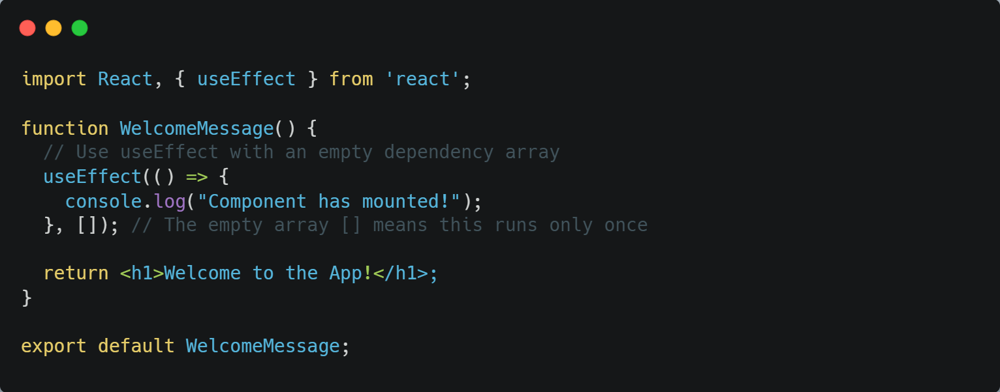 import React, { useEffect } from 'react';
function WelcomeMessage() {
  // Use useEffect with an empty dependency array
  useEffect(() => {
    console.log("Component has mounted!");
  }, []); // The empty array [] means this runs only once
  return <h1>Welcome to the App!</h1>;
}
export default WelcomeMessage;